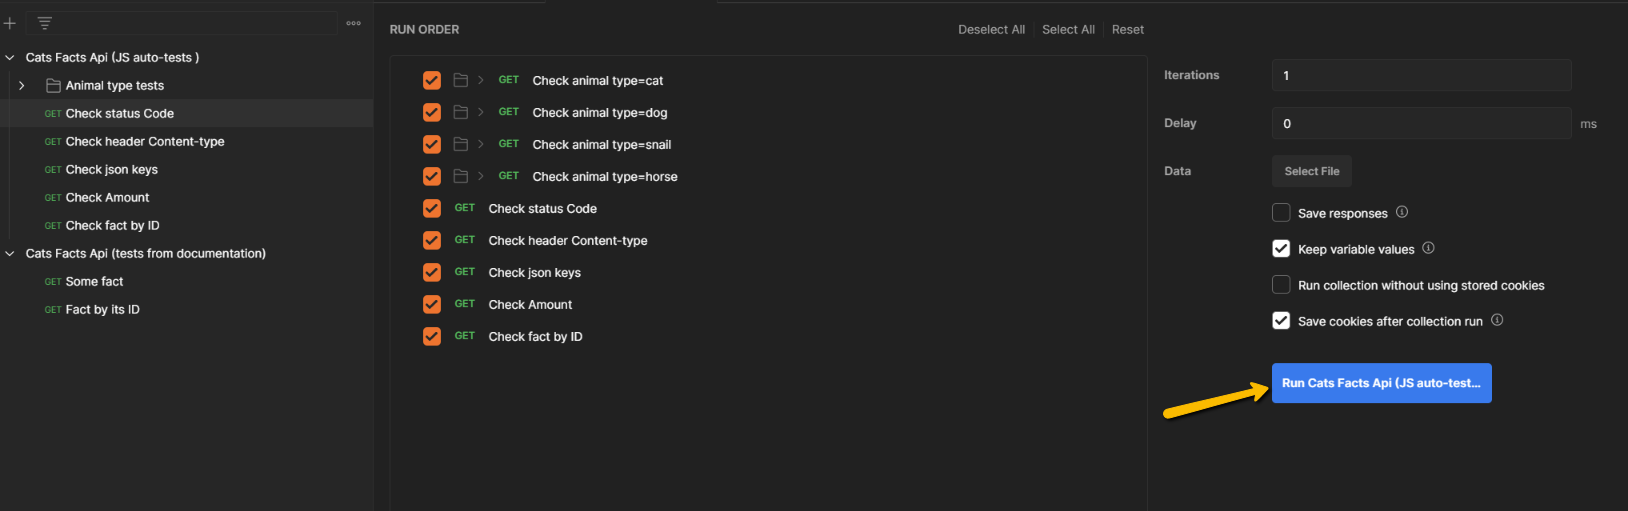 Cats Facts Api (JS auto-tests )
Animal type tests
GET Check status Code
GET Check header Content-type
GET Check json keys
GET Check Amount
GET Check fact by ID
Cats Facts Api (tests from documentation)
GET Some fact
GET Fact by its ID
RUN ORDER
Deselect All Select All Reset
GET Check animal type=cat
GET Check animal type=dog
GET Check animal type=snail
GET Check animal type=horse
GET Check status Code
GET Check header Content-type
GET Check json keys
GET Check Amount
GET Check fact by ID
Iterations 1
Delay 0 ms
Data Select File
Save responses
Keep variable values
Run collection without using stored cookies
Save cookies after collection run
Run Cats Facts Api (JS auto-test...